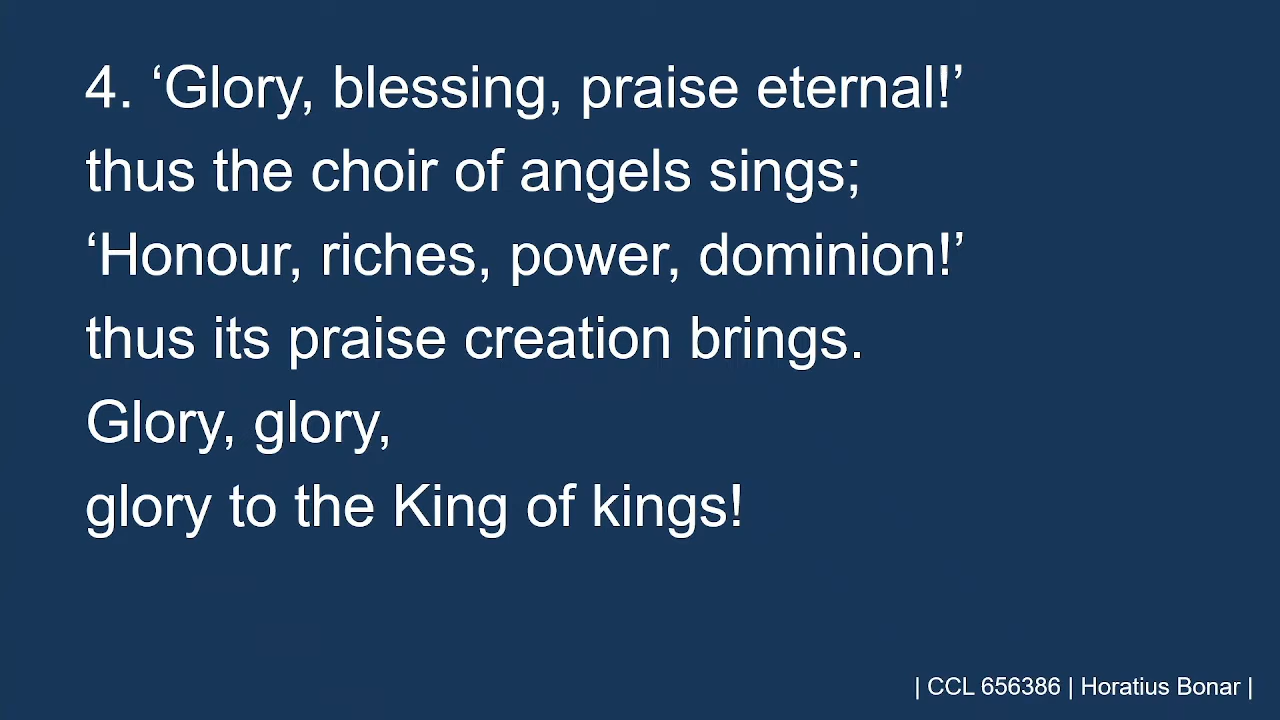 4. ‘Glory, blessing, praise eternal!’
thus the choir of angels sings;
‘Honour, riches, power, dominion!’
thus its praise creation brings.
Glory, glory,
glory to the King of kings!
| CCL 656386 | Horatius Bonar |